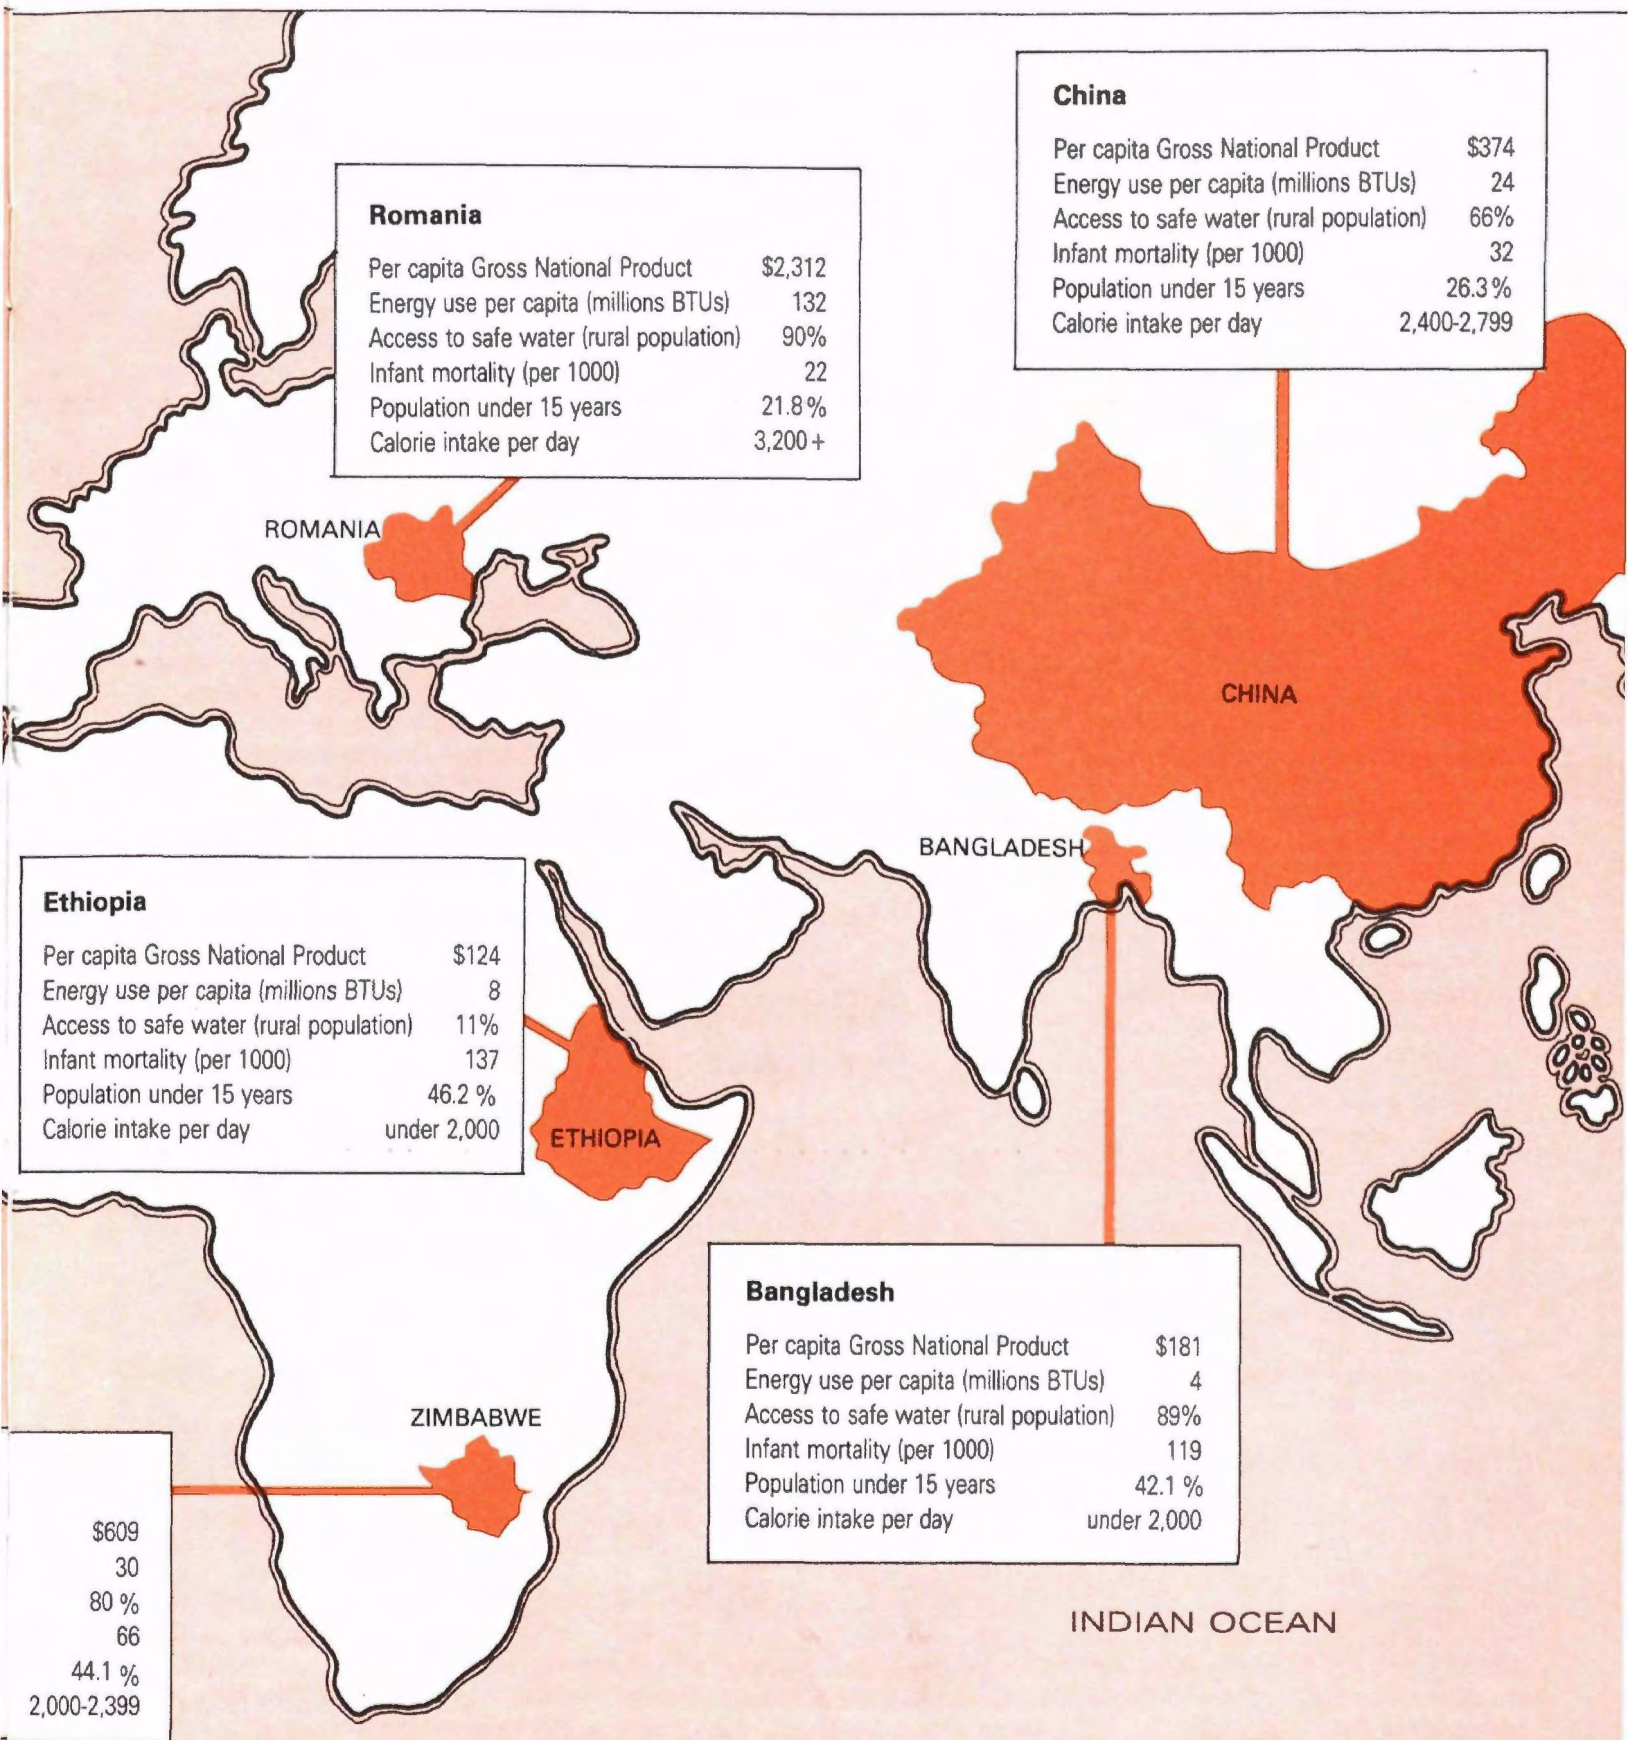 China
Per capita Gross National Product $374
Energy use per capita (millions BTUs) 24
Access to safe water (rural population) 66%
Infant mortality (per 1000) 32
Population under 15 years 26.3%
Calorie intake per day 2,400-2,799
Romania
Per capita Gross National Product $2,312
Energy use per capita (millions BTUs) 132
Access to safe water (rural population) 90%
Infant mortality (per 1000) 22
Population under 15 years 21.8%
Calorie intake per day 3,200+
ROMANIA
CHINA
BANGLADESH
Ethiopia
Per capita Gross National Product $124
Energy use per capita (millions BTUs) 8
Access to safe water (rural population) 11%
Infant mortality (per 1000) 137
Population under 15 years 46.2 %
Calorie intake per day under 2,000
ETHIOPIA
Bangladesh
Per capita Gross National Product $181
Energy use per capita (millions BTUs) 4
Access to safe water (rural population) 89%
Infant mortality (per 1000) 119
Population under 15 years 42.1 %
Calorie intake per day under 2,000
ZIMBABWE
$609
30
80 %
66
44.1 %
2,000-2,399
INDIAN OCEAN